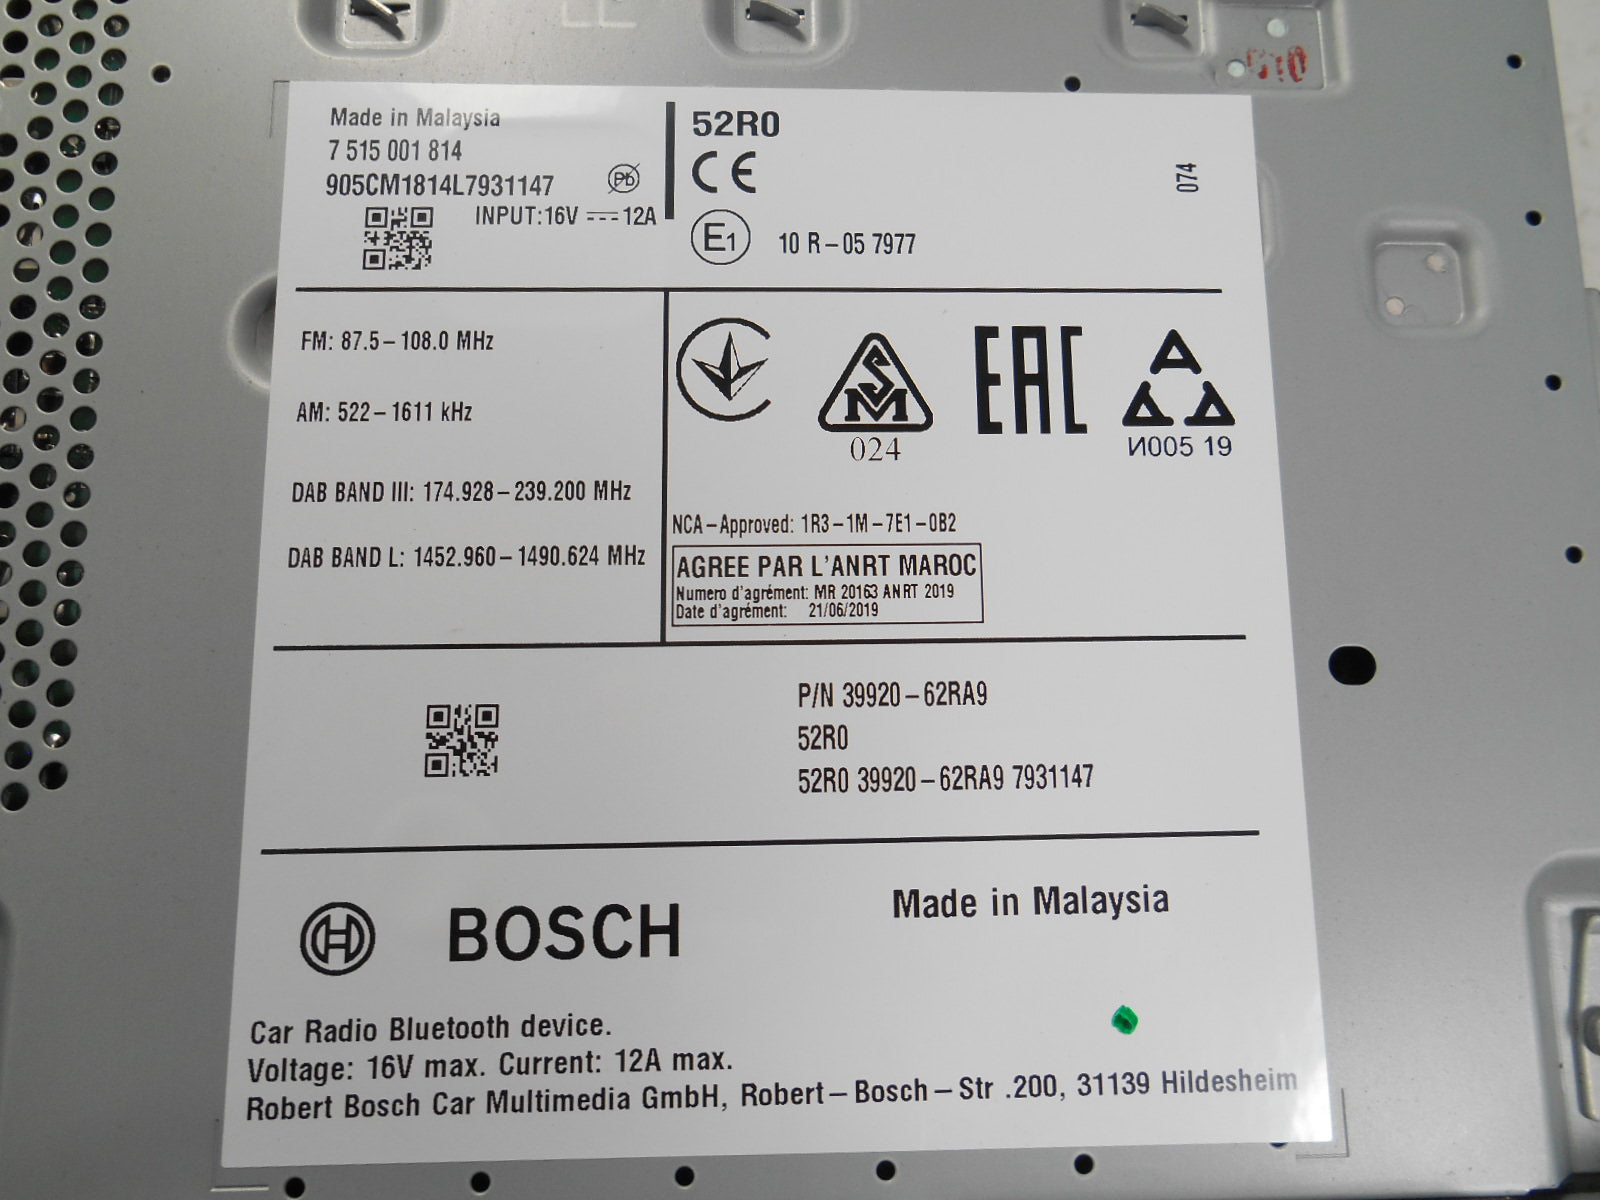 Made in Malaysia
7 515 001 814
905CM1814L7931147
Pb
INPUT:16V 12A
52R0
CE
E1 10 R-05 7977
074
FM: 87.5-108.0 MHz
AM: 522-1611 kHz
DAB BAND III: 174.928-239.200 MHz
DAB BAND L: 1452.960-1490.624 MHz
SM
024
EAC
И005 19
NCA-Approved: 1R3-1M-7E1-0B2
AGREE PAR L'ANRT MAROC
Numero d'agrément: MR 20163 ANRT 2019
Date d'agrément: 21/06/2019
P/N 39920-62RA9
52R0
52R0 39920-62RA9 7931147
BOSCH
Made in Malaysia
Car Radio Bluetooth device.
Voltage: 16V max. Current: 12A max.
Robert Bosch Car Multimedia GmbH, Robert-Bosch-Str .200, 31139 Hildesheim